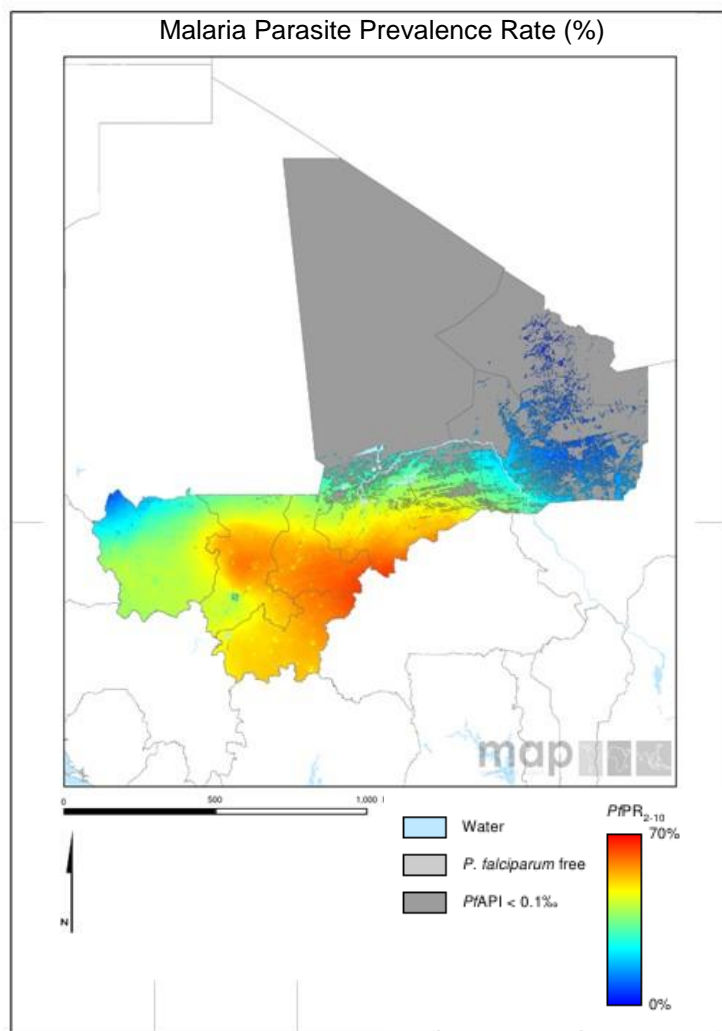 Malaria Parasite Prevalence Rate (%)
map
0 500 1,000
N
Water
P. falciparum free
PfAPI < 0.1‰
PfPR2-10
70%
0%